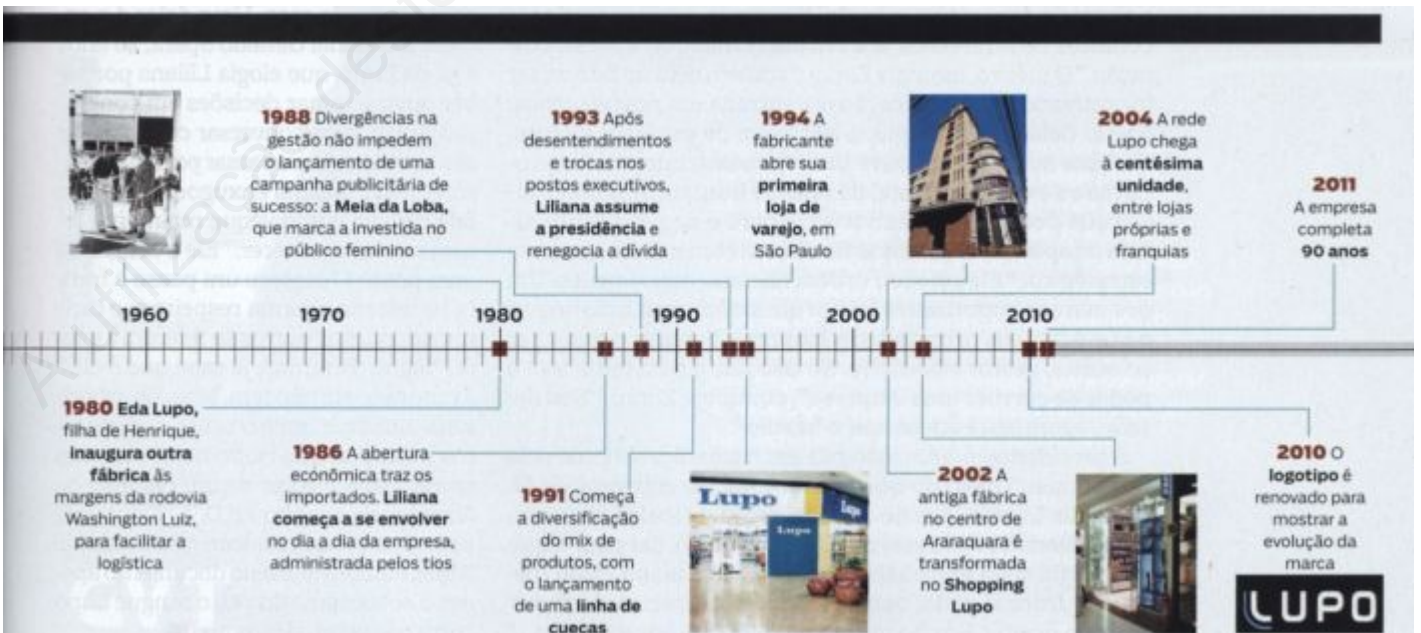 1988 Divergências na
gestão não impedem
o lançamento de uma
campanha publicitária de
sucesso: a Meia da Loba,
que marca a investida no
público feminino
1993 Após
desentendimentos
e trocas nos
postos executivos,
Liliana assume
a presidência e
renegocia a dívida
1994 A
fabricante
abre sua
primeira
loja de
varejo, em
São Paulo
2004 A rede
Lupo chega
à centésima
unidade,
entre lojas
próprias e
franquias
2011
A empresa
completa
90 anos
1960 1970 1980 1990 2000 2010
1980 Eda Lupo,
filha de Henrique,
inaugura outra
fábrica às
margens da rodovia
Washington Luiz,
para facilitar a
logística
1986 A abertura
econômica traz os
importados. Liliana
começa a se envolver
no dia a dia da empresa,
administrada pelos tios
1991 Começa
a diversificação
do mix de
produtos, com
o lançamento
de uma linha de
cuecas
Lupo
Lupo
Lupo
2002 A
antiga fábrica
no centro de
Araraquara é
transformada
no Shopping
Lupo
2010 O
logotipo é
renovado para
mostrar a
evolução da
marca
LUPO